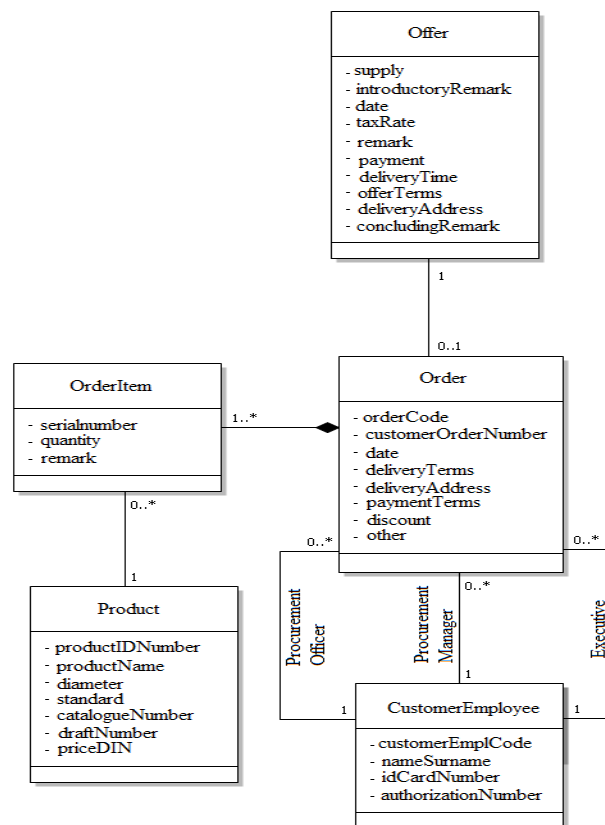 Offer
- supply
- introductoryRemark
- date
- taxRate
- remark
- payment
- deliveryTime
- offerTerms
- deliveryAddress
- concludingRemark
1
0..1
OrderItem
- serialnumber
- quantity
- remark
1..*
Order
- orderCode
- customerOrderNumber
- date
- deliveryTerms
- deliveryAddress
- paymentTerms
- discount
- other
0..*
1
Product
- productIDNumber
- productName
- diameter
- standard
- catalogueNumber
- draftNumber
- priceDIN
0..*
0..*
0..*
Procurement
Officer
Procurement
Manager
Executive
1
1
1
CustomerEmployee
- customerEmplCode
- nameSurname
- idCardNumber
- authorizationNumber